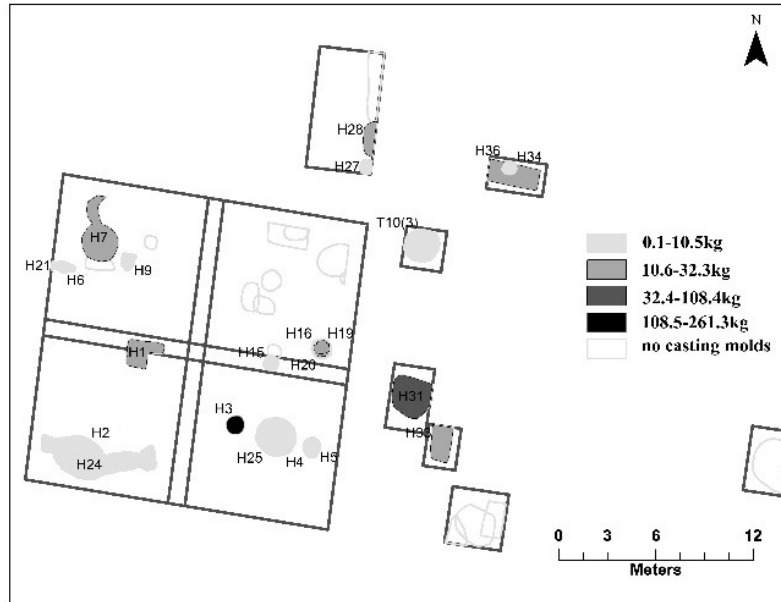 N
H28
H27
H36
H34
T10(3)
H7
H21
H6
H9
0.1-10.5kg
10.6-32.3kg
32.4-108.4kg
108.5-261.3kg
no casting molds
H16
H19
H1
H15
H20
H31
H3
H2
H33
H25
H4
H5
H24
0
3
6
9
12
Meters